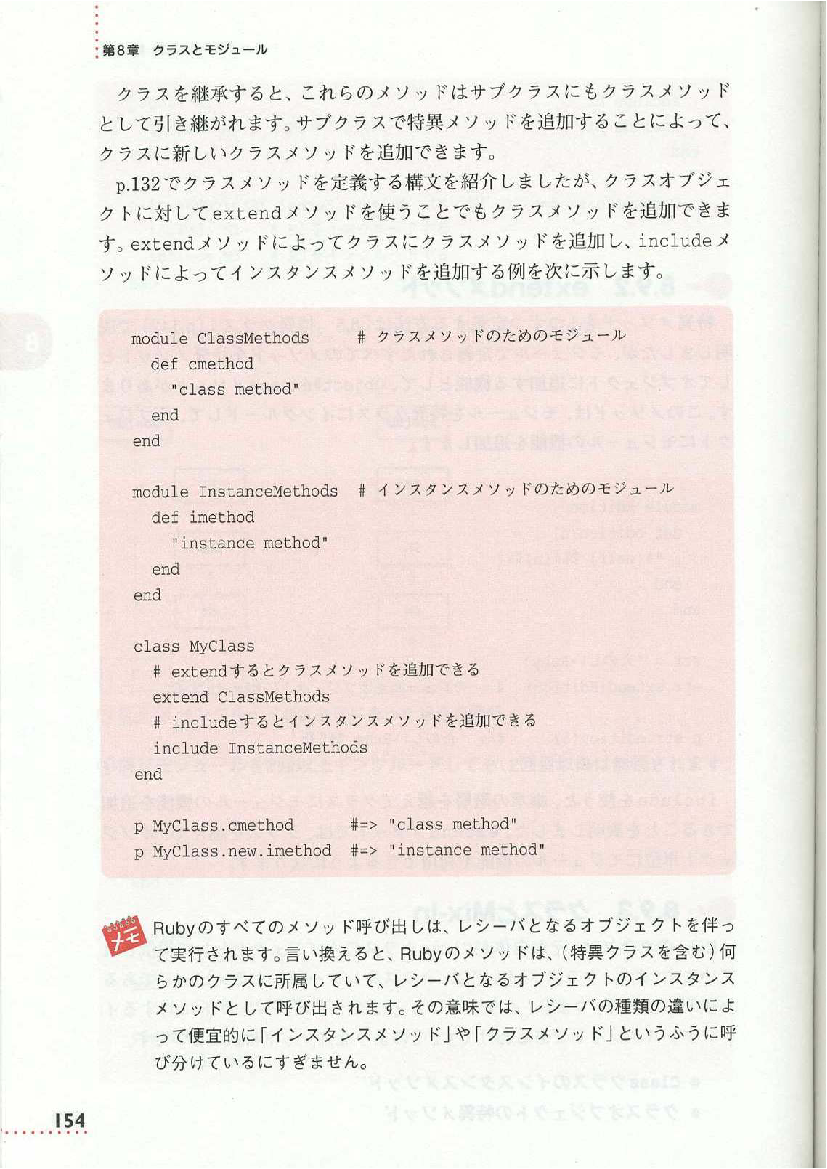 第8章 クラスとモジュール
クラスを継承すると、これらのメソッドはサブクラスにもクラスメソッド
として引き継がれます。サブクラスで特異メソッドを追加することによって、
クラスに新しいクラスメソッドを追加できます。
p.132でクラスメソッドを定義する構文を紹介しましたが、クラスオブジェ
クトに対してextendメソッドを使うことでもクラスメソッドを追加できま
す。extendメソッドによってクラスにクラスメソッドを追加し、includeメ
ソッドによってインスタンスメソッドを追加する例を次に示します。
module ClassMethods # クラスメソッドのためのモジュール
def cmethod
"class method"
end
end
module InstanceMethods # インスタンスメソッドのためのモジュール
def imethod
"instance method"
end
end
class MyClass
# extendするとクラスメソッドを追加できる
extend ClassMethods
# includeするとインスタンスメソッドを追加できる
include InstanceMethods
end
p MyClass.cmethod #=> "class method"
p MyClass.new.imethod #=> "instance method"
メモ
Rubyのすべてのメソッド呼び出しは、レシーバとなるオブジェクトを伴っ
て実行されます。言い換えると、Rubyのメソッドは、(特異クラスを含む)何
らかのクラスに所属していて、レシーバとなるオブジェクトのインスタンス
メソッドとして呼び出されます。その意味では、レシーバの種類の違いによ
って便宜的に「インスタンスメソッド」や「クラスメソッド」というふうに呼
び分けているにすぎません。
154